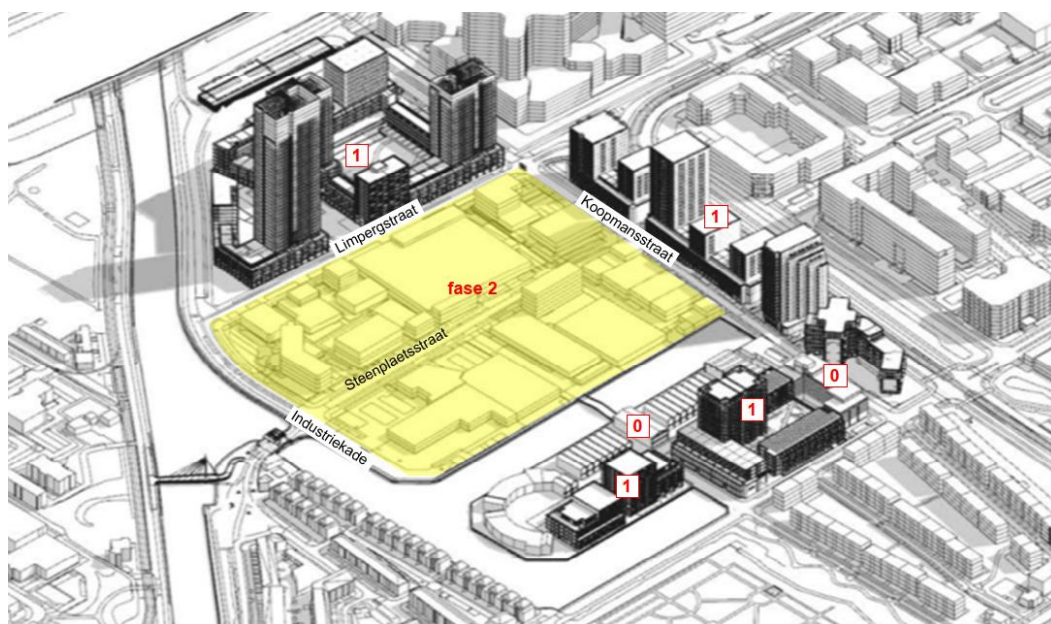 1
Limpergstraat
Koopmansstraat
1
fase 2
Steenplaetsstraat
0
1
0
Industriekade
1